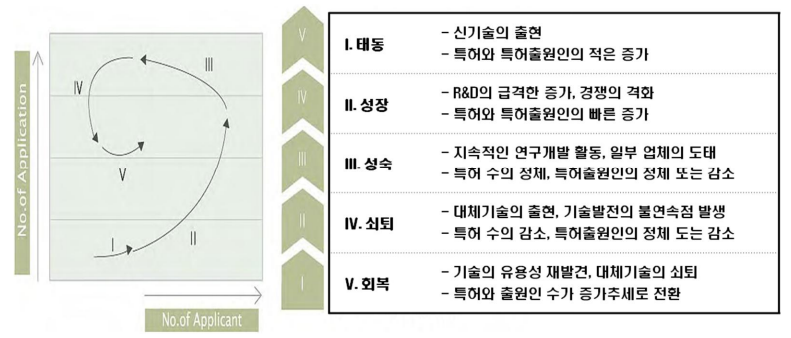 No.of Application
I
II
III
IV
V
No.of Applicant
V
IV
III
II
I
I. 태동
- 신기술의 출현
- 특허와 특허출원인의 적은 증가
II. 성장
- R&D의 급격한 증가, 경쟁의 격화
- 특허와 특허출원인의 빠른 증가
III. 성숙
- 지속적인 연구개발 활동, 일부 업체의 도태
- 특허 수의 정체, 특허출원인의 정체 또는 감소
IV. 쇠퇴
- 대체기술의 출현, 기술발전의 불연속점 발생
- 특허 수의 감소, 특허출원인의 정체 도는 감소
V. 회복
- 기술의 유용성 재발견, 대체기술의 쇠퇴
- 특허와 출원인 수가 증가추세로 전환